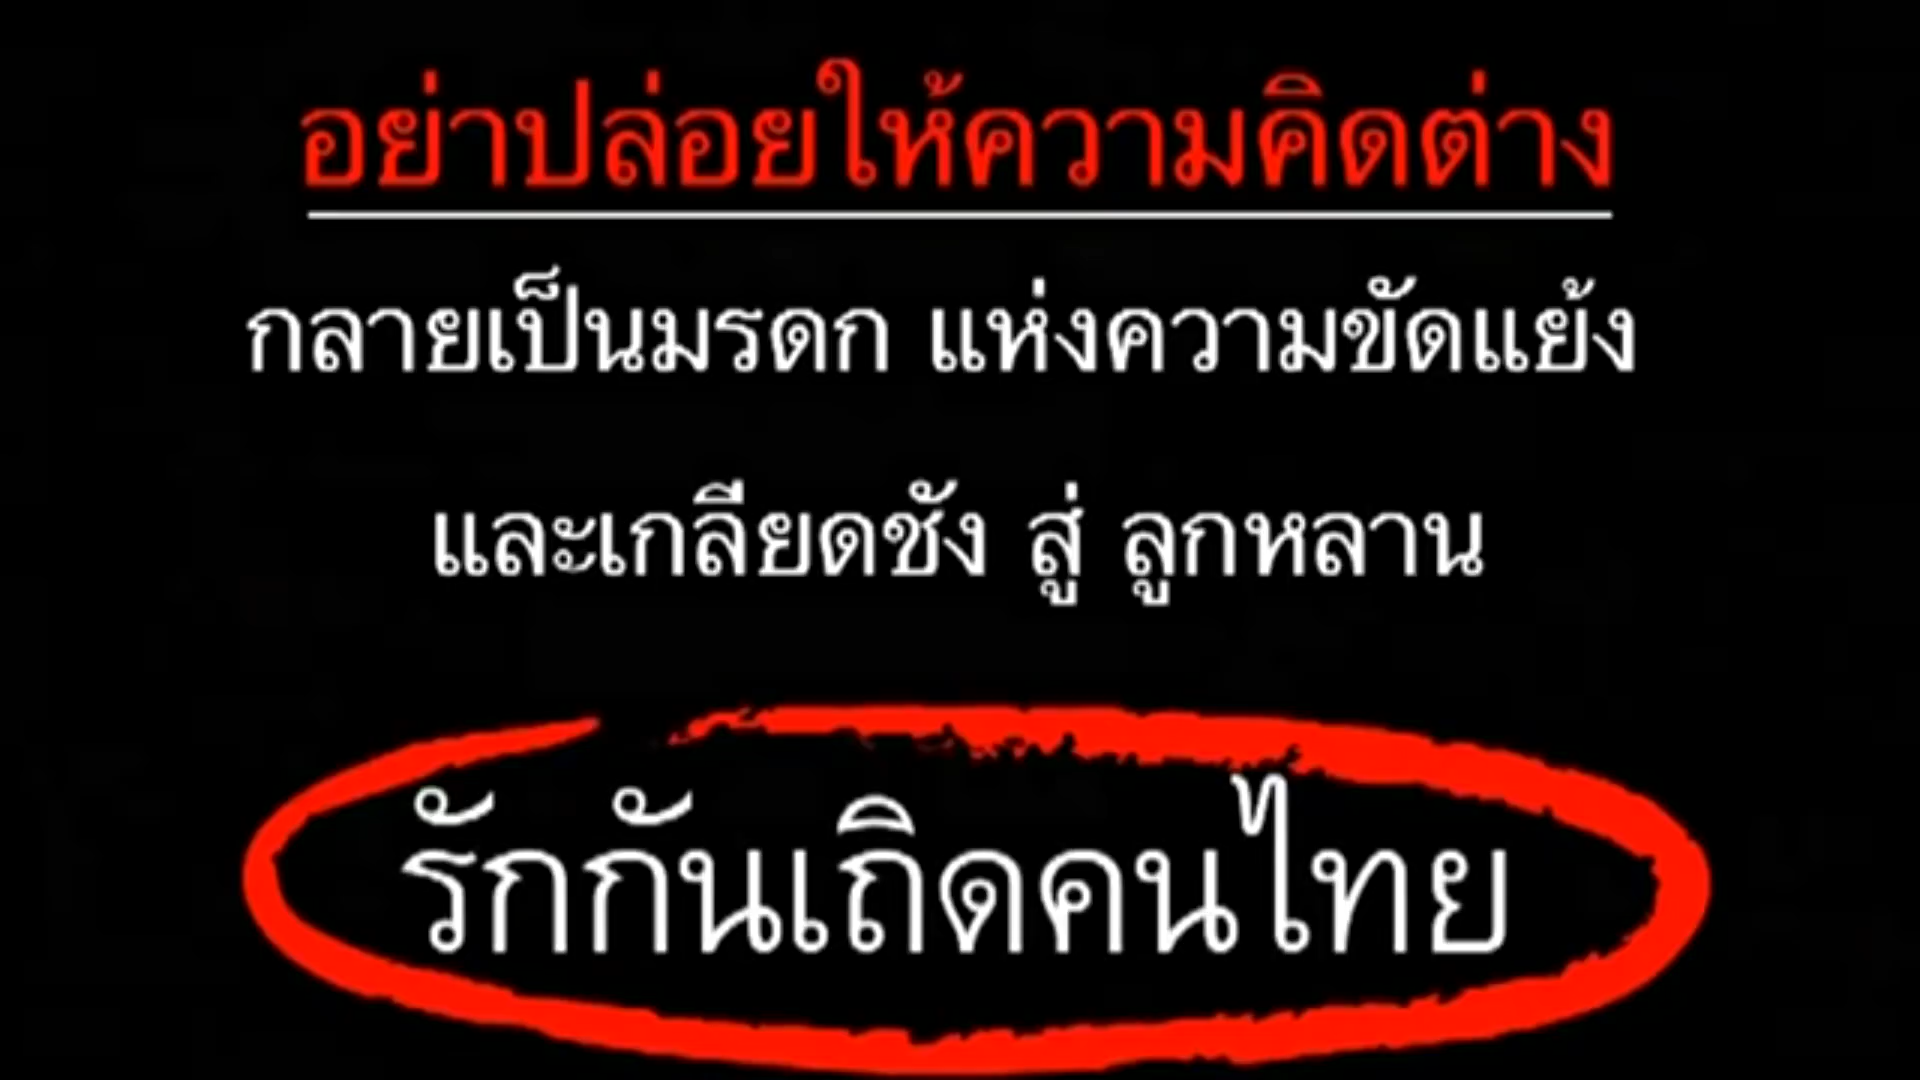 อย่าปล่อยให้ความคิดต่าง
กลายเป็นมรดก แห่งความขัดแย้ง
และเกลียดชัง สู่ ลูกหลาน
รักกันเถิดคนไทย